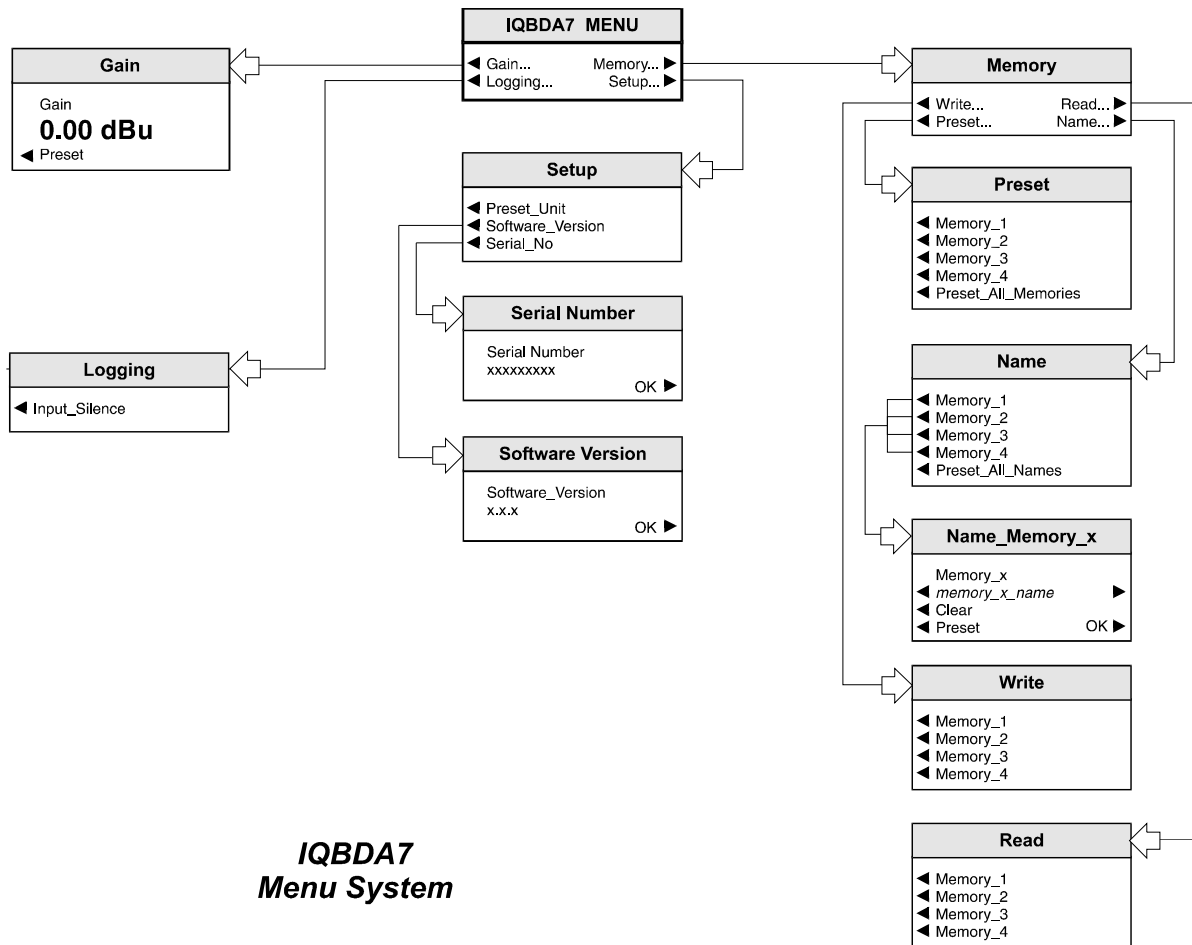 IQBDA7 MENU
Gain... Memory...
Logging... Setup...
Gain
Gain
0.00 dBu
Preset
Memory
Write... Read...
Preset... Name...
Setup
Preset_Unit
Software_Version
Serial_No
Preset
Memory_1
Memory_2
Memory_3
Memory_4
Preset_All_Memories
Serial Number
Serial Number
xxxxxxxxx
OK
Logging
Input_Silence
Name
Memory_1
Memory_2
Memory_3
Memory_4
Preset_All_Names
Software Version
Software_Version
x.x.x
OK
Name_Memory_x
Memory_x
memory_x_name
Clear
Preset OK
Write
Memory_1
Memory_2
Memory_3
Memory_4
Read
Memory_1
Memory_2
Memory_3
Memory_4
IQBDA7
Menu System